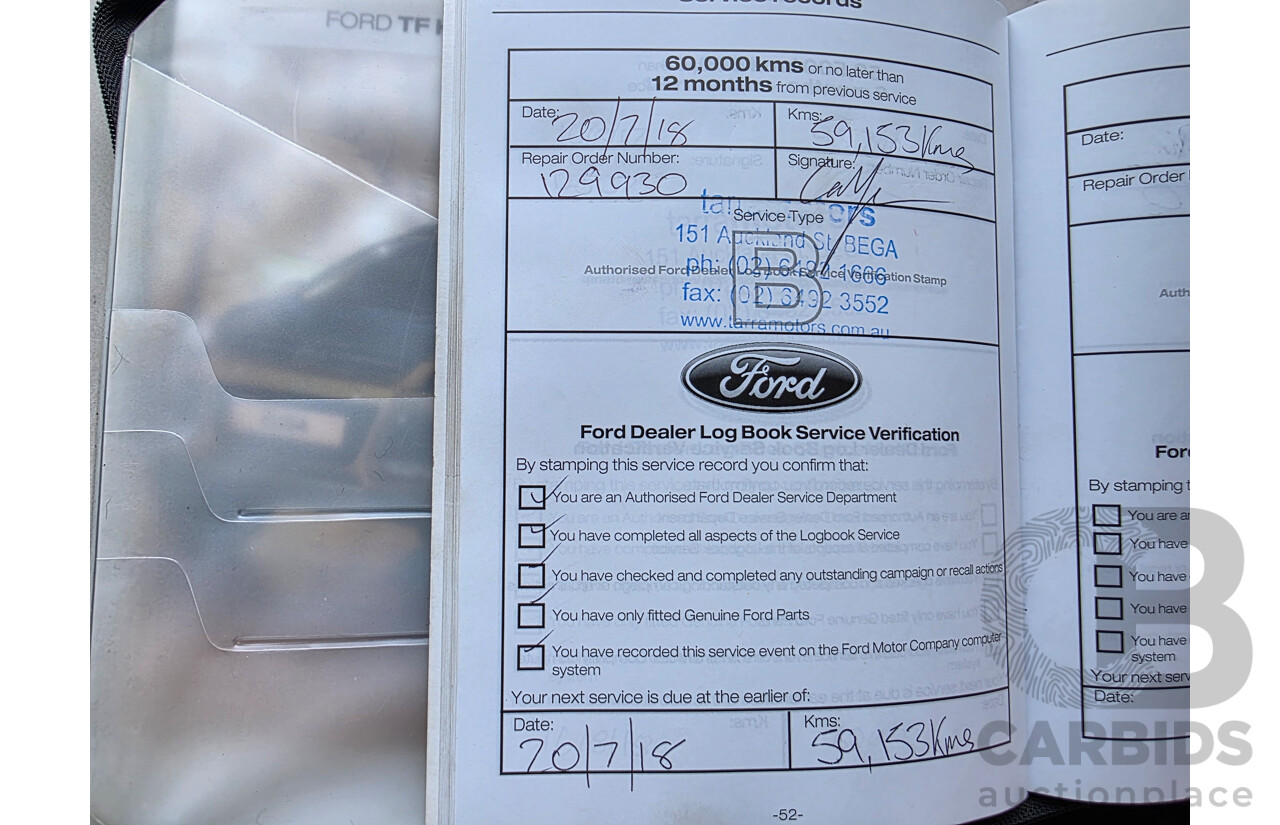 FORD TF
Service records
60,000 kms or no later than
12 months from previous service
Date: 20/7/18
Kms: 59,153Kms
Repair Order Number: 129930
Signature:
Service Type
B
151 Auckland St, BEGA
Authorised Ford Dealer Log Book Service Verification Stamp
fax: (02) 6492 3552
www.tarramotors.com.au
Ford
Ford Dealer Log Book Service Verification
By stamping this service record you confirm that:
You are an Authorised Ford Dealer Service Department
You have completed all aspects of the Logbook Service
You have checked and completed any outstanding campaign or recall actions
You have only fitted Genuine Ford Parts
You have recorded this service event on the Ford Motor Company computer
system
Your next service is due at the earlier of:
Date: 20/7/18
Kms: 59,153Kms
-52-
Date:
Repair Order
Auth
By stamping
You are
You have
You have
You have
You have
system
Your next
Date:
CARBIDS
auctionplace